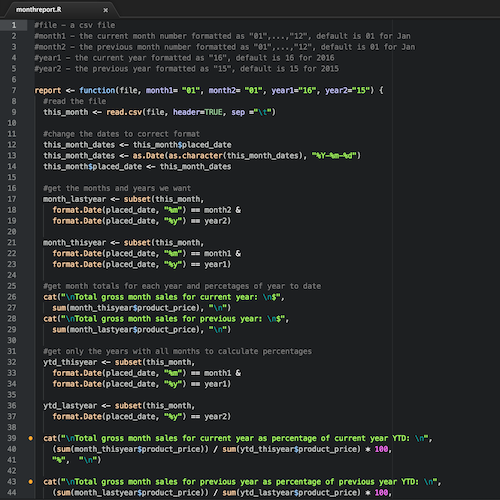 monthreport.R ×
1 #file - a csv file
2 #month1 - the current month number formatted as "01",...,"12", default is 01 for Jan
3 #month2 - the previous month number formatted as "01",...,"12", default is 01 for Jan
4 #year1 - the current year formatted as "16", default is 16 for 2016
5 #year2 - the previous year formatted as "15", default is 15 for 2015
6
7 report <- function(file, month1= "01", month2= "01", year1="16", year2="15") {
8 #read the file
9 this_month <- read.csv(file, header=TRUE, sep ="\t")
10
11 #change the dates to correct format
12 this_month_dates <- this_month$placed_date
13 this_month_dates <- as.Date(as.character(this_month_dates), "%Y-%m-%d")
14 this_month$placed_date <- this_month_dates
15
16 #get the months and years we want
17 month_lastyear <- subset(this_month,
18 format.Date(placed_date, "%m") == month2 &
19 format.Date(placed_date, "%y") == year2)
20
21 month_thisyear <- subset(this_month,
22 format.Date(placed_date, "%m") == month1 &
23 format.Date(placed_date, "%y") == year1)
24
25 #get month totals for each year and percetages of year to date
26 cat("\nTotal gross month sales for current year: \n$",
27 sum(month_thisyear$product_price), "\n")
28 cat("\nTotal gross month sales for previous year: \n$",
29 sum(month_lastyear$product_price), "\n")
30
31 #get only the years with all months to calculate percentages
32 ytd_thisyear <- subset(this_month,
33 format.Date(placed_date, "%m") == month1 &
34 format.Date(placed_date, "%y") == year1)
35
36 ytd_lastyear <- subset(this_month,
37 format.Date(placed_date, "%y") == year2)
38
39 cat("\nTotal gross month sales for current year as percentage of current year YTD: \n",
40 (sum(month_thisyear$product_price)) / sum(ytd_thisyear$product_price) * 100,
41 "%", "\n")
42
43 cat("\nTotal gross month sales for previous year as percentage of previous year YTD: \n",
44 (sum(month_lastyear$product_price)) / sum(ytd_lastyear$product_price) * 100,